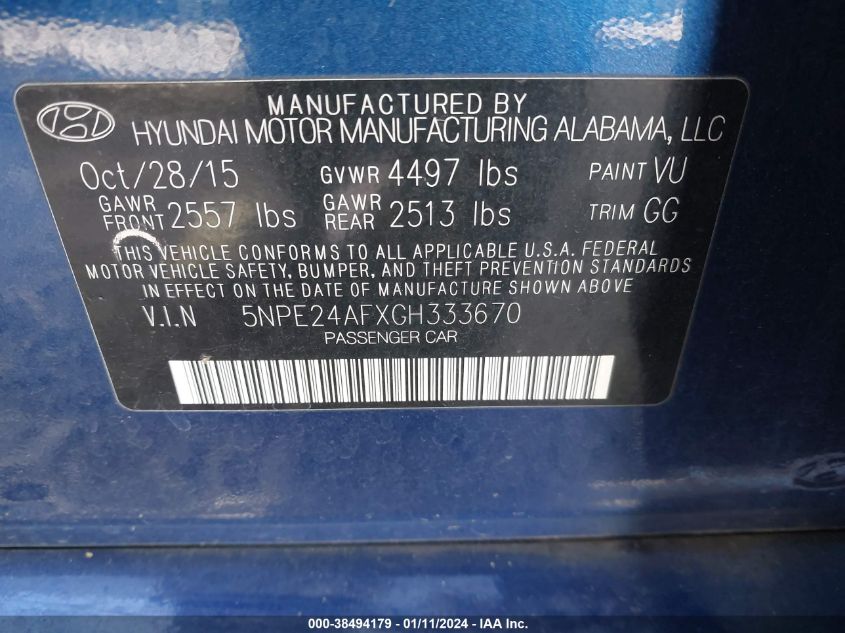 MANUFACTURED BY
HYUNDAI MOTOR MANUFACTURING ALABAMA, LLC
Oct/28/15 GVWR 4497 lbs PAINT VU
GAWR FRONT 2557 lbs GAWR REAR 2513 lbs TRIM GG
THIS VEHICLE CONFORMS TO ALL APPLICABLE U.S.A. FEDERAL
MOTOR VEHICLE SAFETY, BUMPER, AND THEFT PREVENTION STANDARDS
IN EFFECT ON THE DATE OF MANUFACTURE SHOWN ABOVE
V.I.N 5NPE24AFXGH333670
PASSENGER CAR
000-38494179 - 01/11/2024 - IAA Inc.